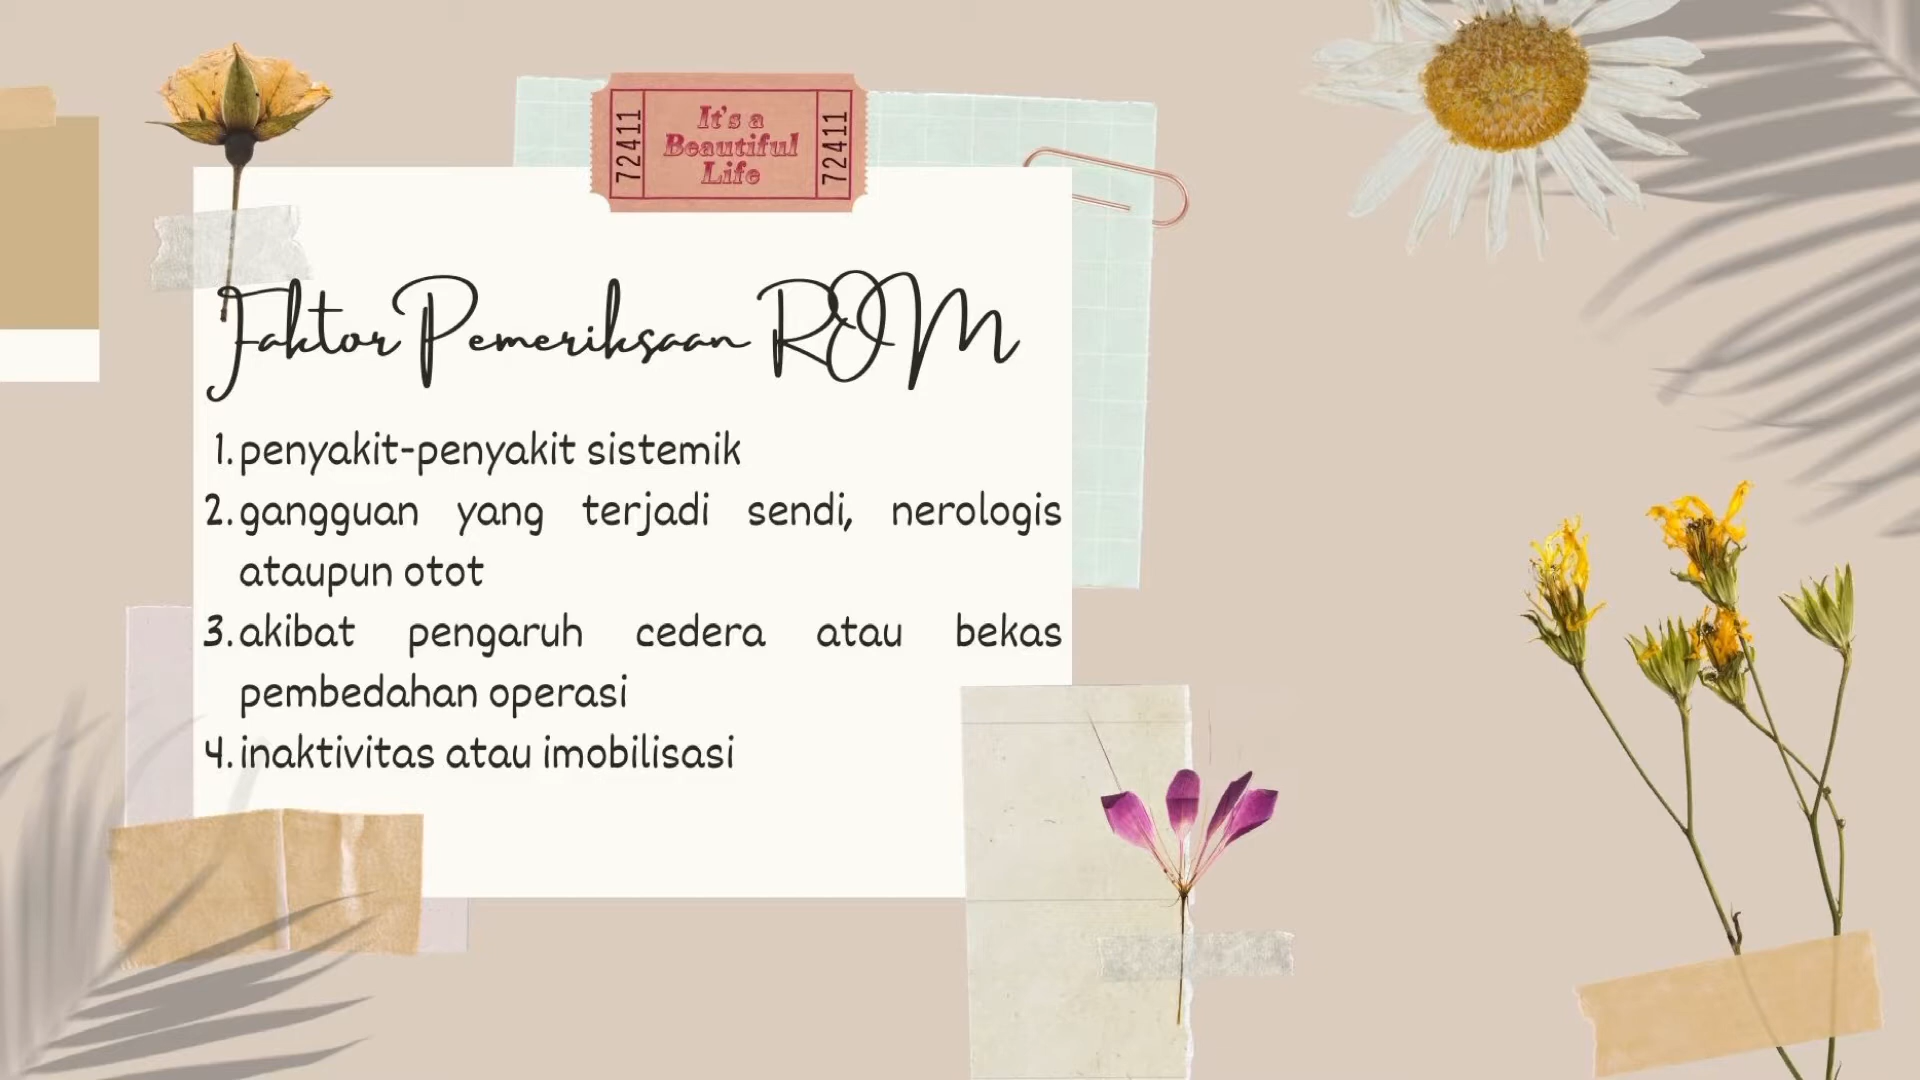 It's a
Beautiful
Life
72411
72411
Faktor Pemeriksaan ROM
1. penyakit-penyakit sistemik
2. gangguan yang terjadi sendi, nerologis
ataupun otot
3. akibat pengaruh cedera atau bekas
pembedahan operasi
4. inaktivitas atau imobilisasi